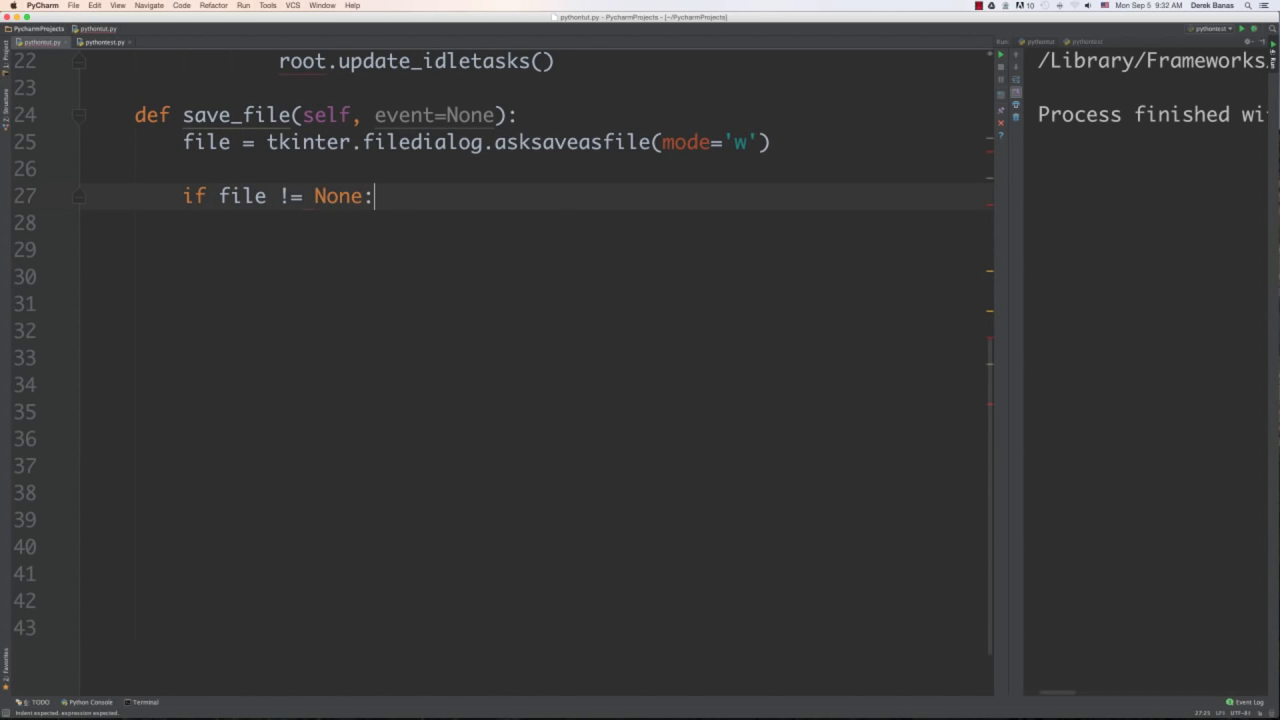 PyCharm File Edit View Navigate Code Refactor Run Tools VCS Window Help 10 Mon Sep 5 9:32 AM Derek Banas
pythontut.py - PycharmProjects - [~/PycharmProjects]
PycharmProjects pythontut.py pythontest
pythontut.py pythontest.py Run: pythontut pythontest
22 root.update_idletasks() /Library/Frameworks
23
24 def save_file(self, event=None): Process finished wi
25 file = tkinter.filedialog.asksaveasfile(mode='w')
26
27 if file != None:
28
29
30
31
32
33
34
35
36
37
38
39
40
41
42
43
1: Project
7: Structure
2: Favorites
4: Run
6: TODO Python Console Terminal Event Log
Indent expected. expression expected. 27:25 LF÷ UTF-8÷